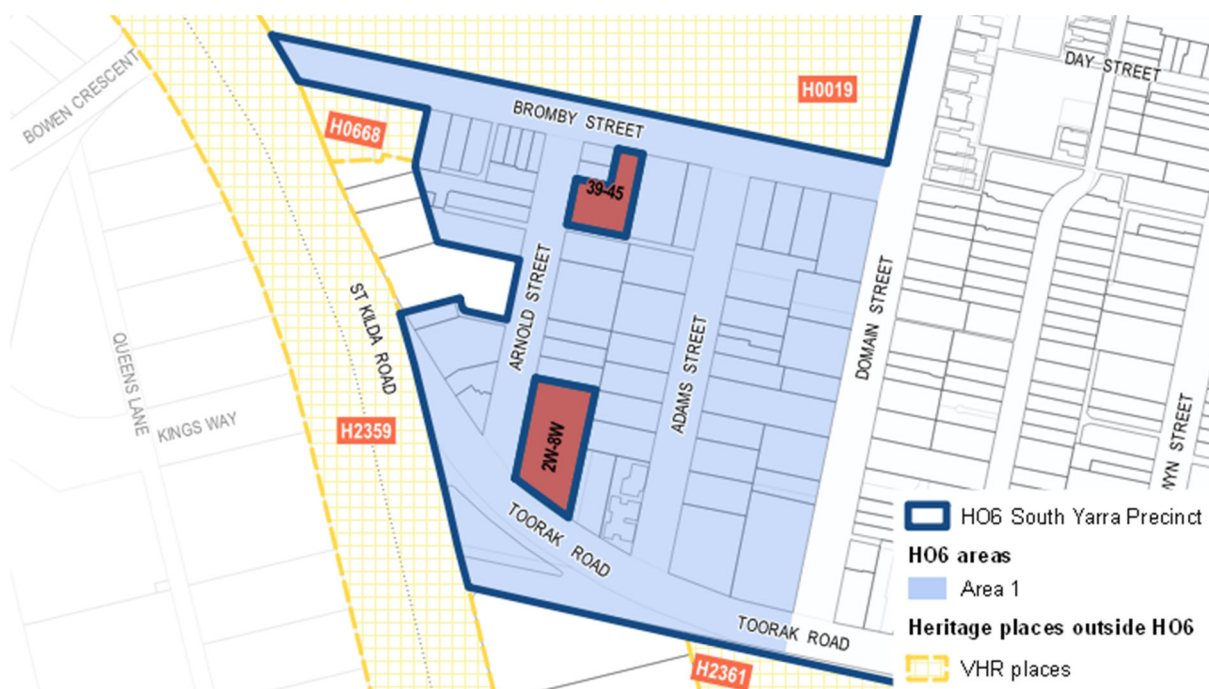 BOWEN CRESCENT
H0668
BROMBY STREET
H0019
DAY STREET
39-45
QUEENS LANE
KINGS WAY
ST KILDA ROAD
H2359
ARNOLD STREET
ADAMS STREET
DOMAIN STREET
WYN STREET
2W-8W
TOORAK ROAD
TOORAK ROAD
H2361
HO6 South Yarra Precinct
HO6 areas
Area 1
Heritage places outside HO6
VHR places